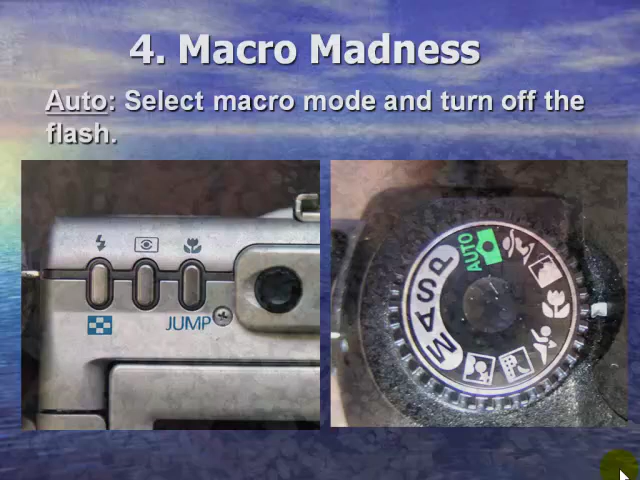 4. Macro Madness
Auto: Select macro mode and turn off the
flash.
JUMP
AUTO
P
S
A
M